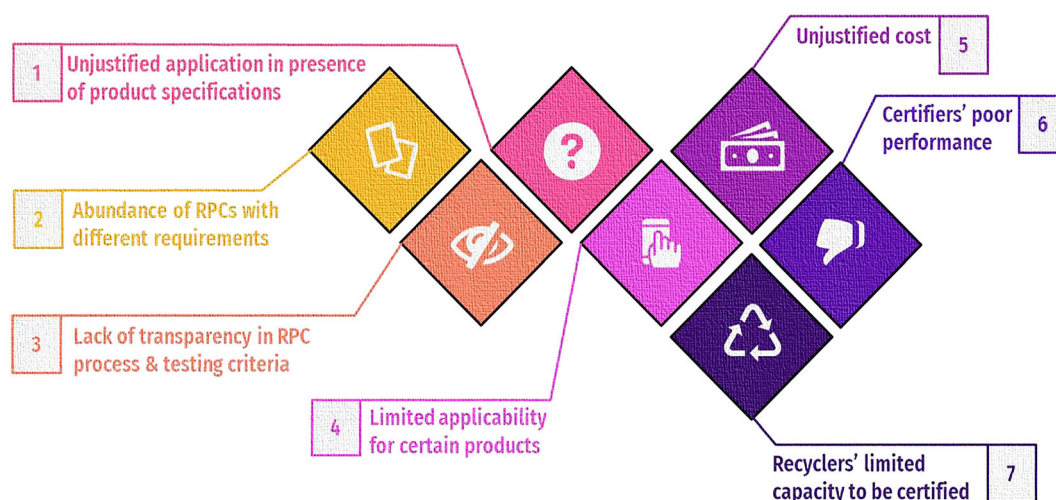 1
Unjustified application in presence
of product specifications
2
Abundance of RPCs with
different requirements
3
Lack of transparency in RPC
process & testing criteria
4
Limited applicability
for certain products
Unjustified cost
5
Certifiers' poor
performance
6
Recyclers' limited
capacity to be certified
7
?